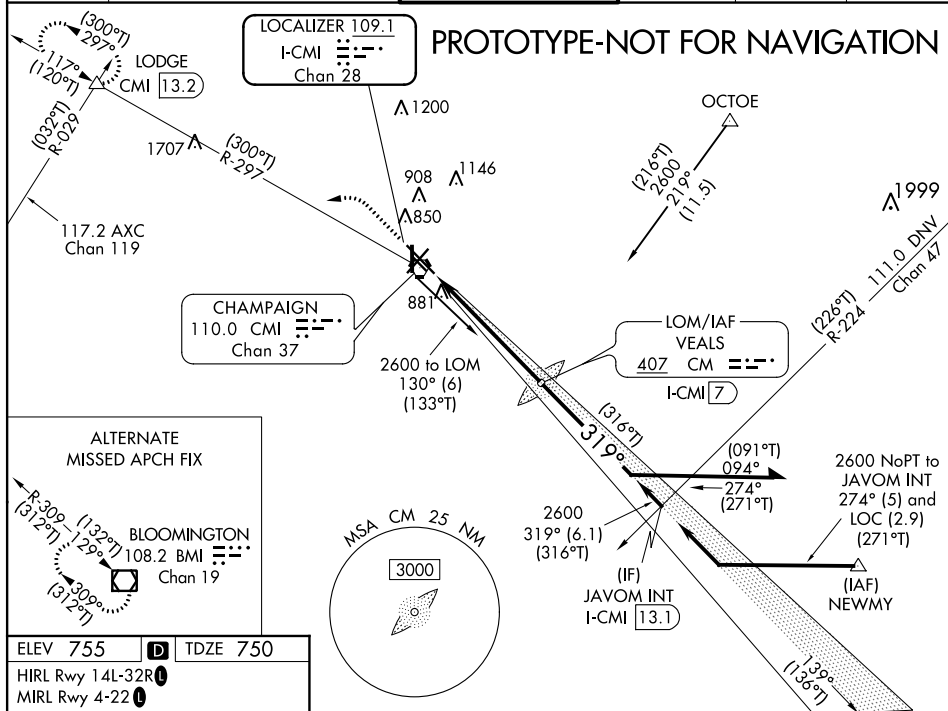 PROTOTYPE-NOT FOR NAVIGATION
LOCALIZER 109.1
I-CMI
Chan 28
(300°T)
297°
117°
(120°T)
LODGE
CMI 13.2
(032°T)
R-029
117.2 AXC
Chan 119
1707
(300°T)
R-297
1200
1146
908
850
881
OCTOE
(216°T)
2600
219°
(11.5)
1999
111.0 DNV
Chan 47
(226°T)
R-224
CHAMPAIGN
110.0 CMI
Chan 37
2600 to LOM
130° (6)
(133°T)
LOM/IAF
VEALS
407 CM
I-CMI 7
(316°T)
319°
(091°T)
094°
274°
(271°T)
2600 NoPT to
JAVOM INT
274° (5) and
LOC (2.9)
(271°T)
2600
319° (6.1)
(316°T)
(IF)
JAVOM INT
I-CMI 13.1
(IAF)
NEWMY
139°
(136°T)
ALTERNATE
MISSED APCH FIX
R-309
(312°T)
(132°T)
129°
BLOOMINGTON
108.2 BMI
Chan 19
309°
(312°T)
MSA CM 25 NM
3000
ELEV 755 D TDZE 750
HIRL Rwy 14L-32R L
MIRL Rwy 4-22 L